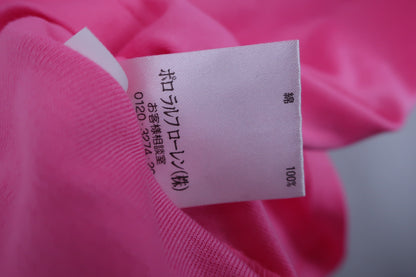 綿 100%
ポロ ラルフ ローレン(株)
お客様相談室
0120-3274-